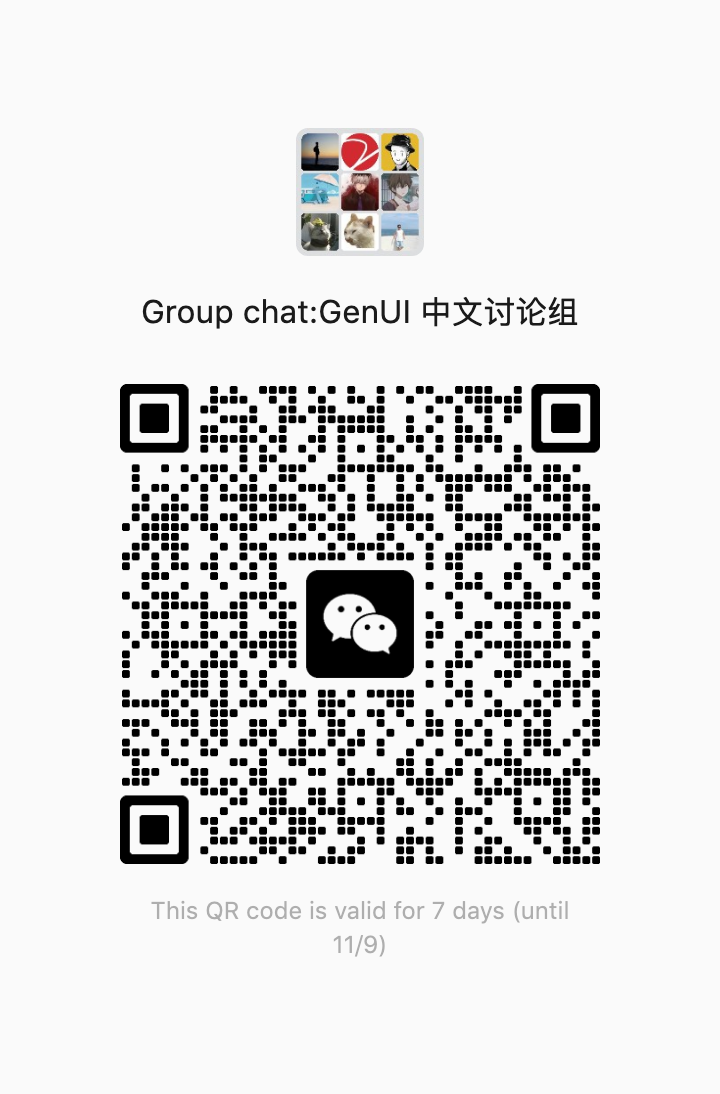 Group chat:GenUI 中文讨论组
This QR code is valid for 7 days (until
11/9)